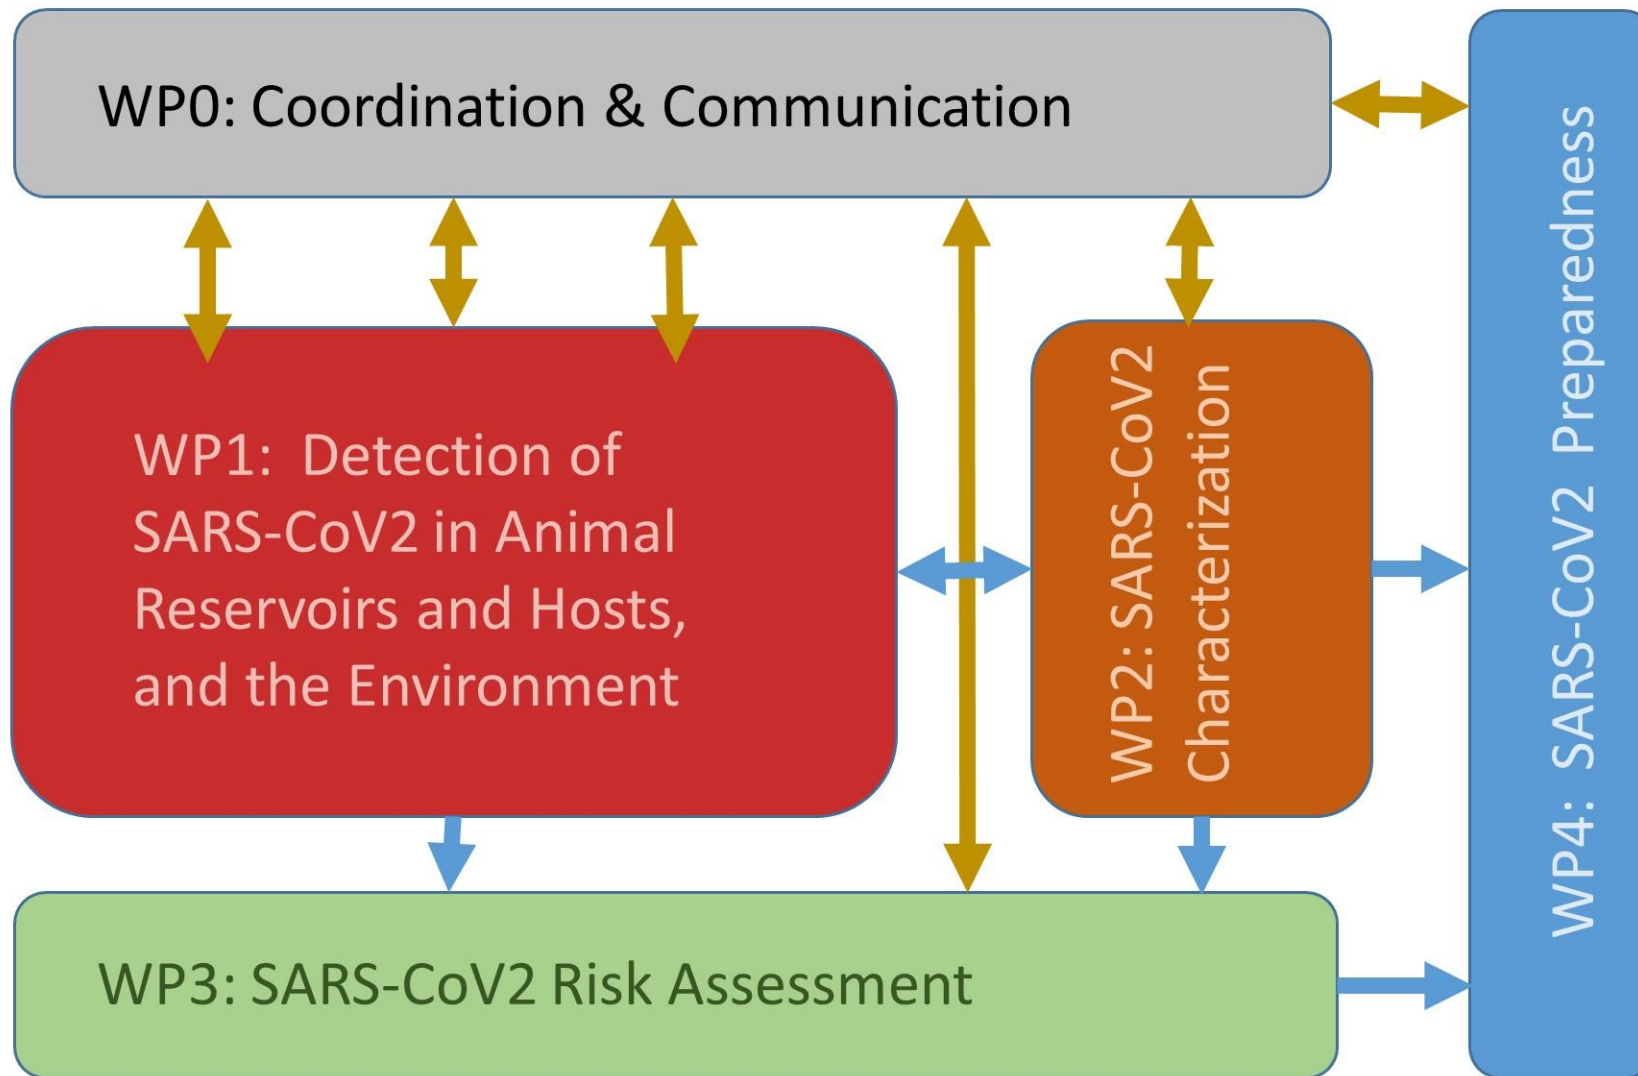 WP0: Coordination & Communication
WP1: Detection of
SARS-CoV2 in Animal
Reservoirs and Hosts,
and the Environment
WP2: SARS-CoV2
Characterization
WP3: SARS-CoV2 Risk Assessment
WP4: SARS-CoV2 Preparedness